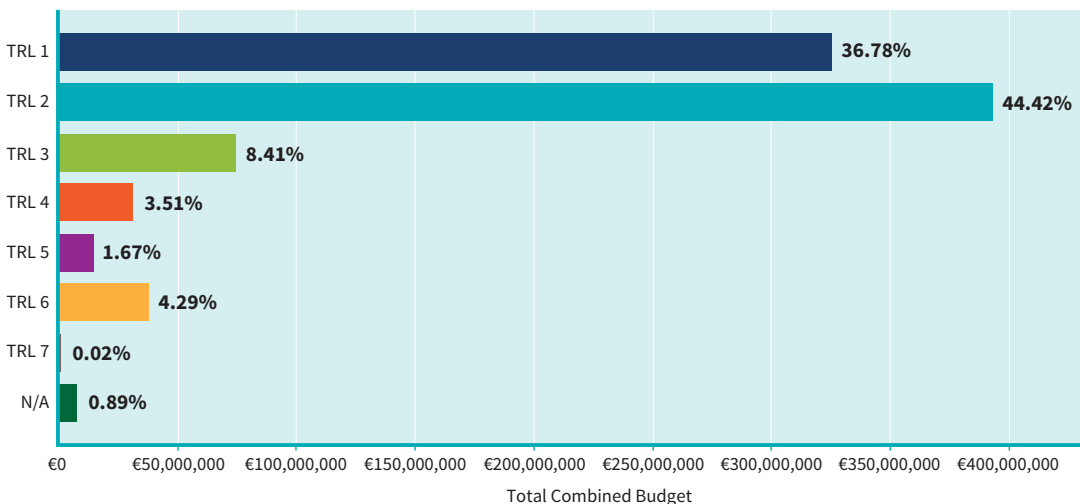 TRL 1 36.78%
TRL 2 44.42%
TRL 3 8.41%
TRL 4 3.51%
TRL 5 1.67%
TRL 6 4.29%
TRL 7 0.02%
N/A 0.89%
€0 €50,000,000 €100,000,000 €150,000,000 €200,000,000 €250,000,000 €300,000,000 €350,000,000 €400,000,000
Total Combined Budget